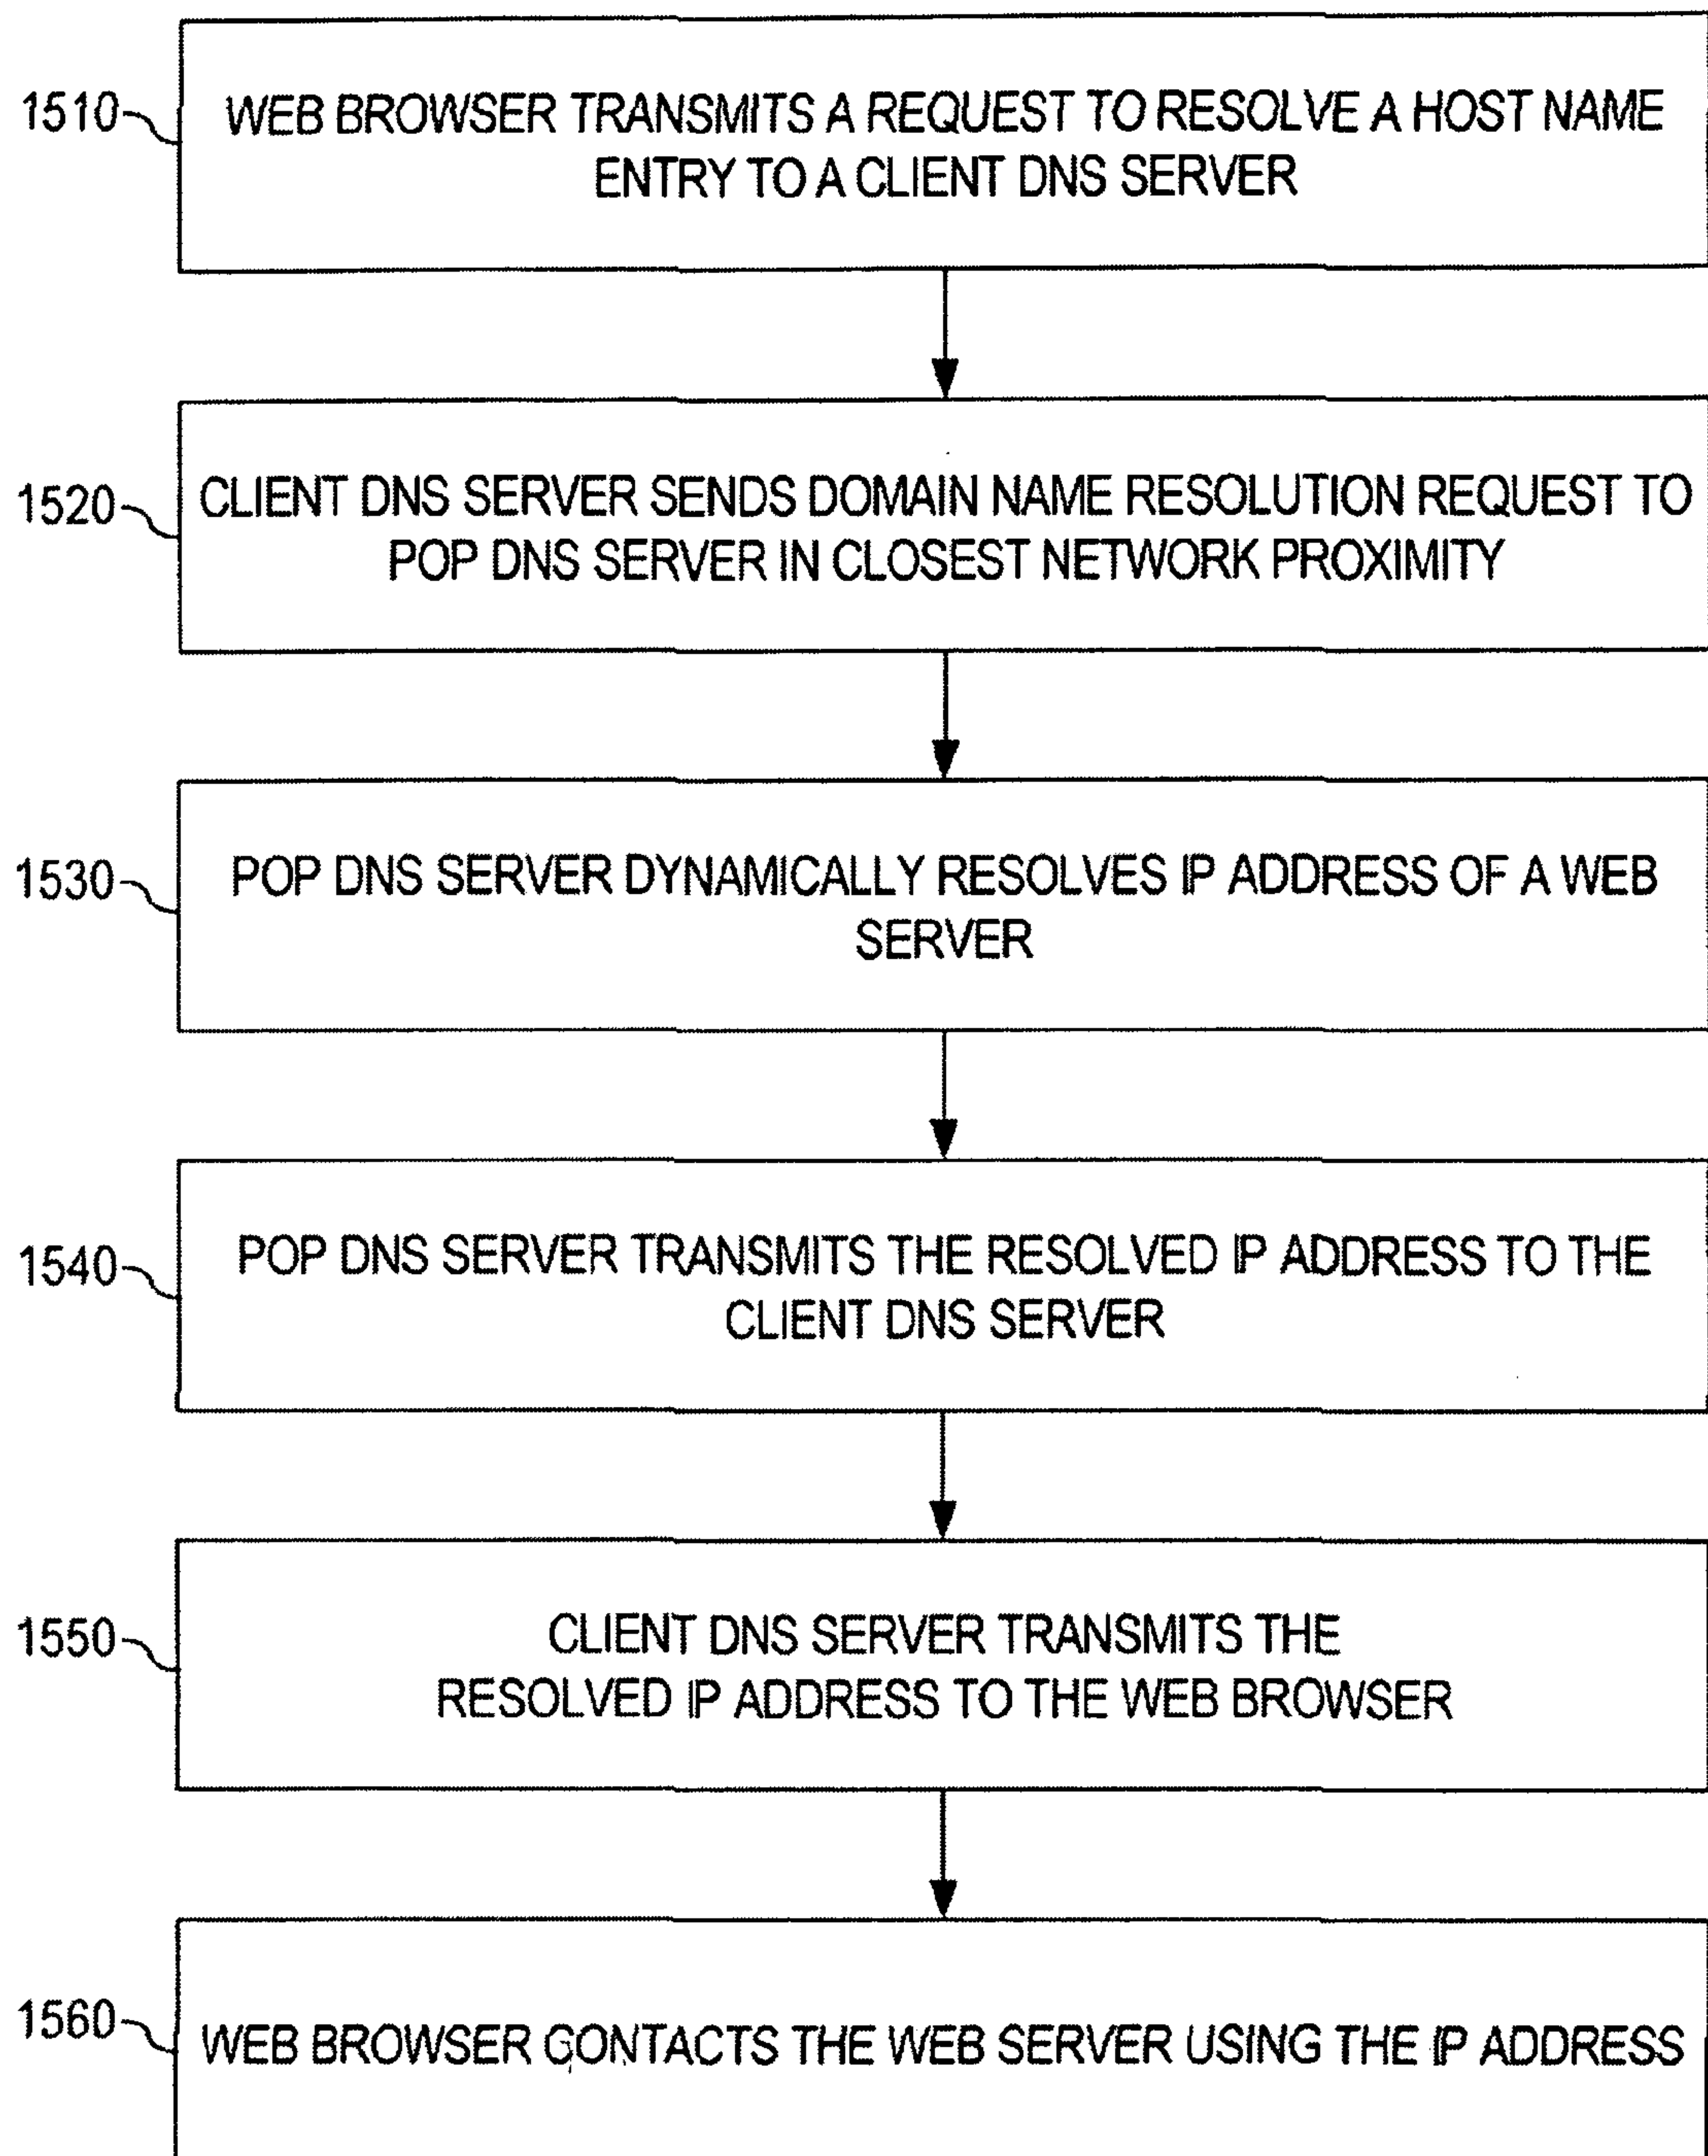 1510
WEB BROWSER TRANSMITS A REQUEST TO RESOLVE A HOST NAME
ENTRY TO A CLIENT DNS SERVER
1520
CLIENT DNS SERVER SENDS DOMAIN NAME RESOLUTION REQUEST TO
POP DNS SERVER IN CLOSEST NETWORK PROXIMITY
1530
POP DNS SERVER DYNAMICALLY RESOLVES IP ADDRESS OF A WEB
SERVER
1540
POP DNS SERVER TRANSMITS THE RESOLVED IP ADDRESS TO THE
CLIENT DNS SERVER
1550
CLIENT DNS SERVER TRANSMITS THE
RESOLVED IP ADDRESS TO THE WEB BROWSER
1560
WEB BROWSER CONTACTS THE WEB SERVER USING THE IP ADDRESS